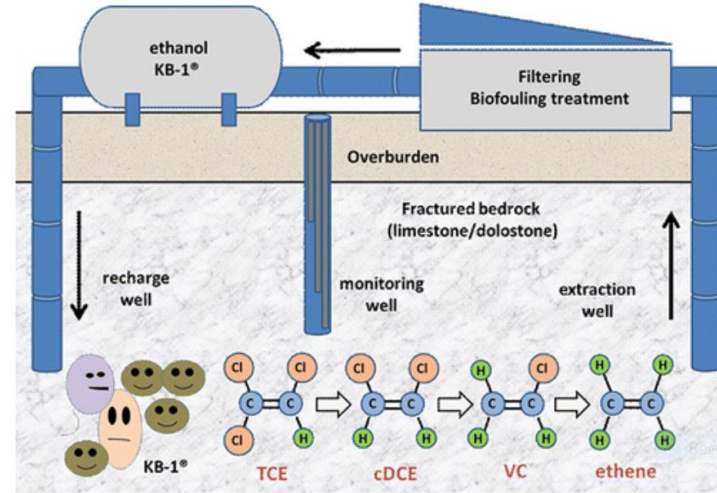 ethanol
KB-1®
Filtering
Biofouling treatment
Overburden
Fractured bedrock
(limestone/dolostone)
recharge
well
monitoring
well
extraction
well
Cl
Cl
H
Cl
Cl
Cl
H
Cl
H
H
C
C
C
C
C
C
C
C
Cl
H
H
H
H
H
H
H
KB-1®
TCE
cDCE
VC
ethene